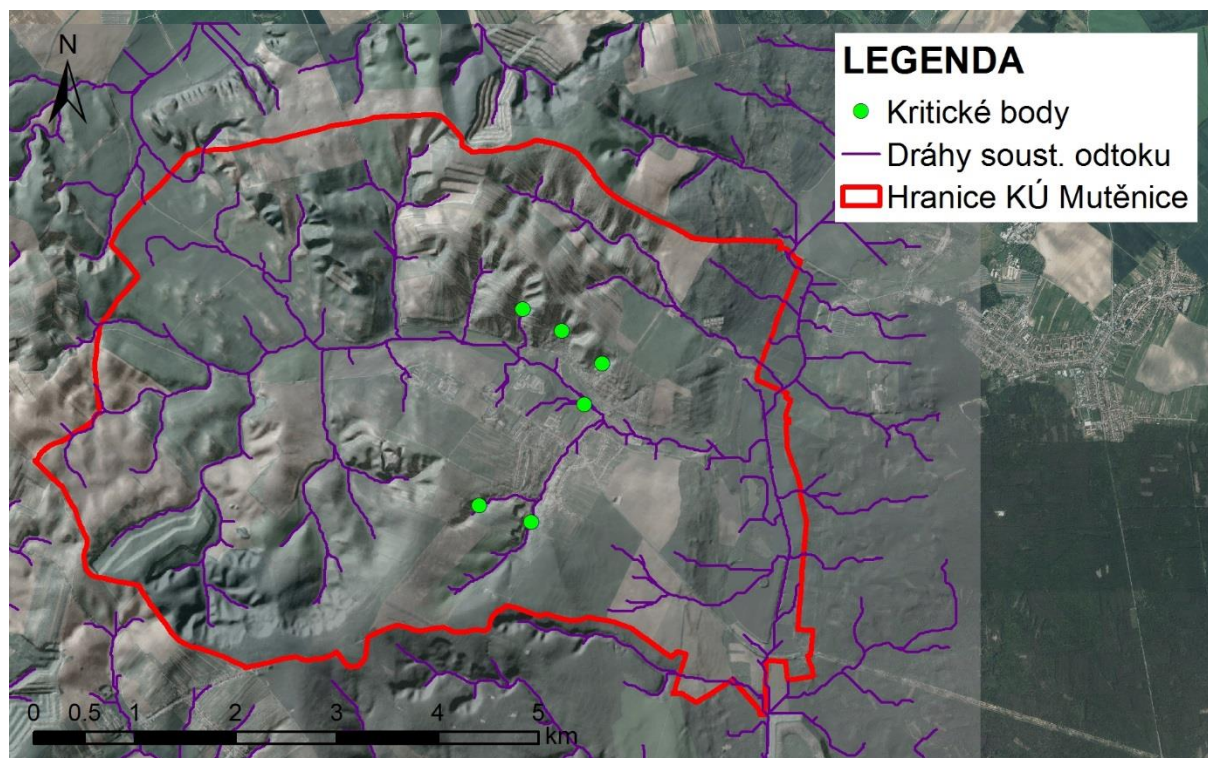 N
LEGENDA
Kritické body
Dráhy soust. odtoku
Hranice KÚ Mutěnice
0 0.5 1 2 3 4 5
km